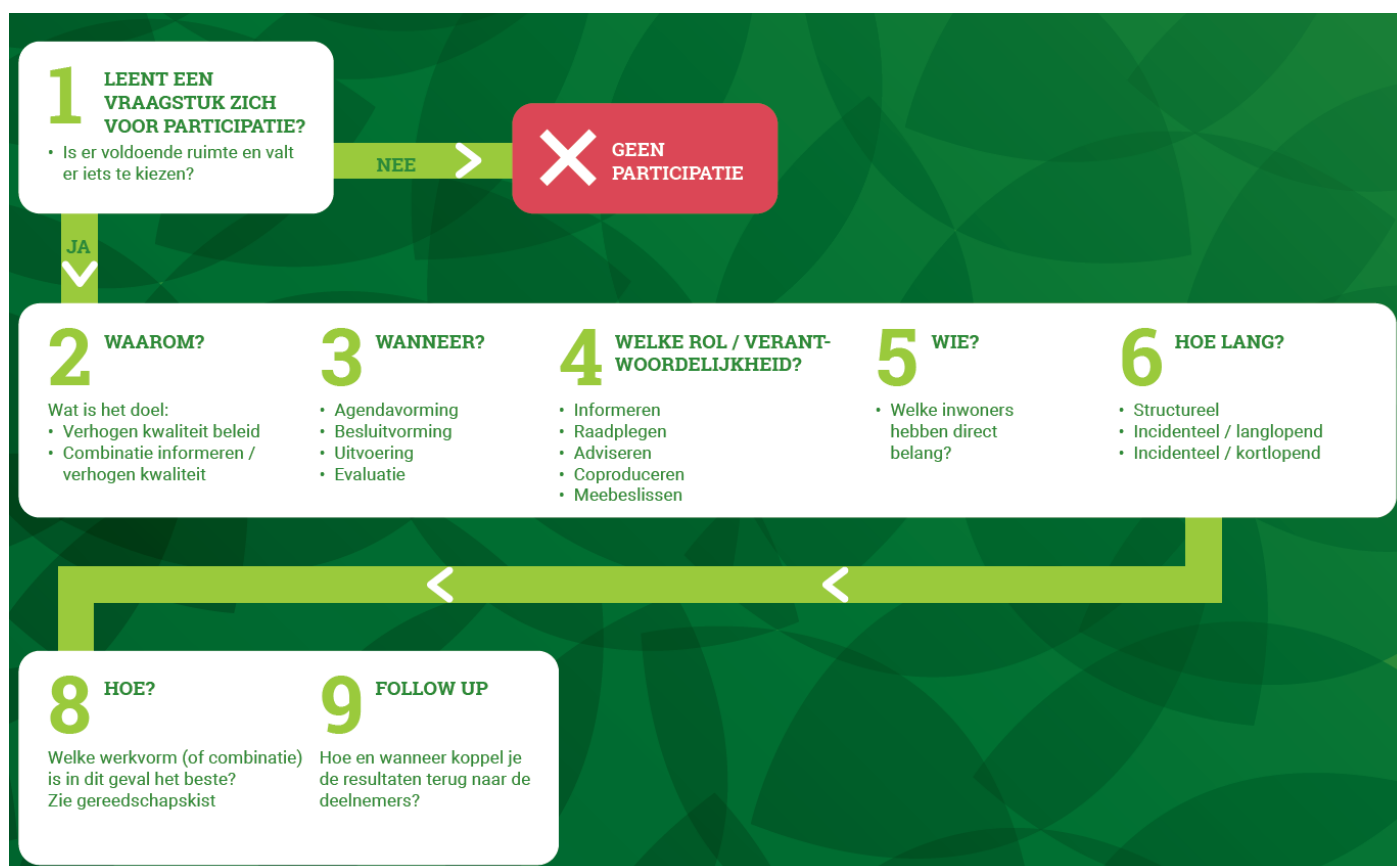 1
LEENT EEN
VRAAGSTUK ZICH
VOOR PARTICIPATIE?
• Is er voldoende ruimte en valt
er iets te kiezen?
NEE
GEEN
PARTICIPATIE
JA
2
WAAROM?
Wat is het doel:
• Verhogen kwaliteit beleid
• Combinatie informeren /
verhogen kwaliteit
3
WANNEER?
• Agendavorming
• Besluitvorming
• Uitvoering
• Evaluatie
4
WELKE ROL / VERANT-
WOORDELIJKHEID?
• Informeren
• Raadplegen
• Adviseren
• Coproduceren
• Meebeslissen
5
WIE?
• Welke inwoners
hebben direct
belang?
6
HOE LANG?
• Structureel
• Incidenteel / langlopend
• Incidenteel / kortlopend
8
HOE?
Welke werkvorm (of combinatie)
is in dit geval het beste?
Zie gereedschapskist
9
FOLLOW UP
Hoe en wanneer koppel je
de resultaten terug naar de
deelnemers?